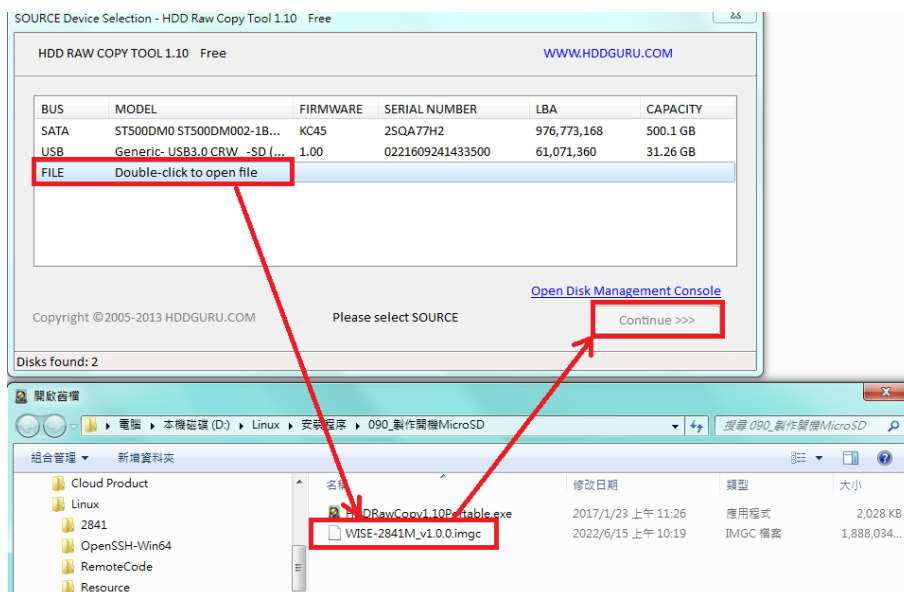 SOURCE Device Selection - HDD Raw Copy Tool 1.10 Free
HDD RAW COPY TOOL 1.10 Free WWW.HDDGURU.COM
BUS MODEL FIRMWARE SERIAL NUMBER LBA CAPACITY
SATA ST500DM0 ST500DM002-1B... KC45 2SQA77H2 976,773,168 500.1 GB
USB Generic- USB3.0 CRW -SD (... 1.00 0221609241433500 61,071,360 31.26 GB
FILE Double-click to open file
Open Disk Management Console
Copyright ©2005-2013 HDDGURU.COM Please select SOURCE Continue >>>
Disks found: 2
開啟舊檔
電腦 本機磁碟 (D:) Linux 安裝程序 090_製作開機MicroSD 搜尋 090_製作開機MicroSD
組合管理 新增資料夾
Cloud Product 名稱 修改日期 類型 大小
Linux
HDDRawCopy1.10Portable.exe 2017/1/23 上午 11:26 應用程式 2,028 KB
2841
WISE-2841M_v1.0.0.imgc 2022/6/15 上午 10:19 IMGC 檔案 1,888,034...
OpenSSH-Win64
RemoteCode
Resource